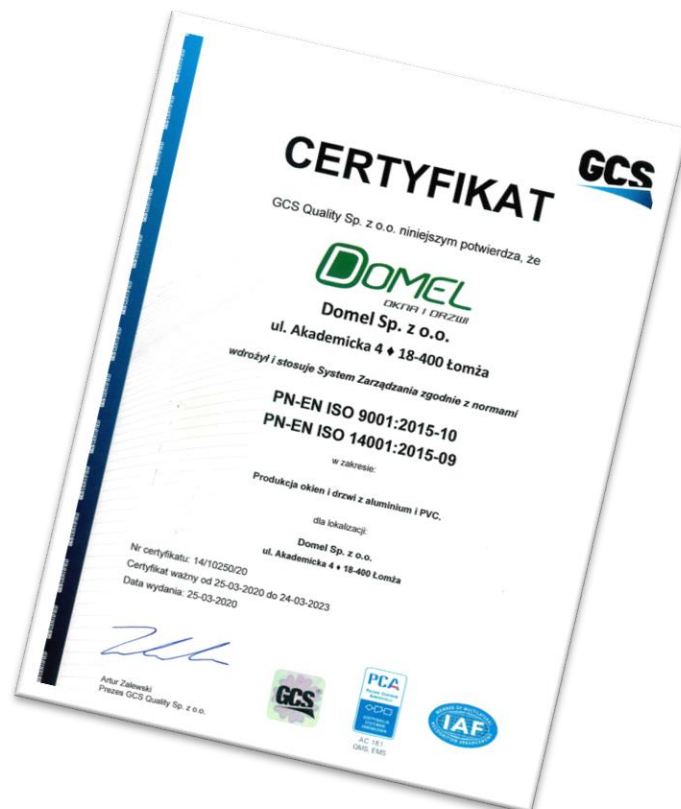 CERTYFIKAT
GCS
GCS Quality Sp. z o.o. niniejszym potwierdza, że
DOMEL
OKNA I DRZWI
Domel Sp. z o.o.
ul. Akademicka 4 ♦ 18-400 Łomża
wdrożył i stosuje System Zarządzania zgodnie z normami
PN-EN ISO 9001:2015-10
PN-EN ISO 14001:2015-09
w zakresie:
Produkcja okien i drzwi z aluminium i PVC.
dla lokalizacji:
Domel Sp. z o.o.
ul. Akademicka 4 ♦ 18-400 Łomża
Nr certyfikatu: 14/10250/20
Certyfikat ważny od 25-03-2020 do 24-03-2023
Data wydania: 25-03-2020
Artur Zalewski
Prezes GCS Quality Sp. z o.o.
GCS
PCA
AC 181
QMS, EMS
IAF